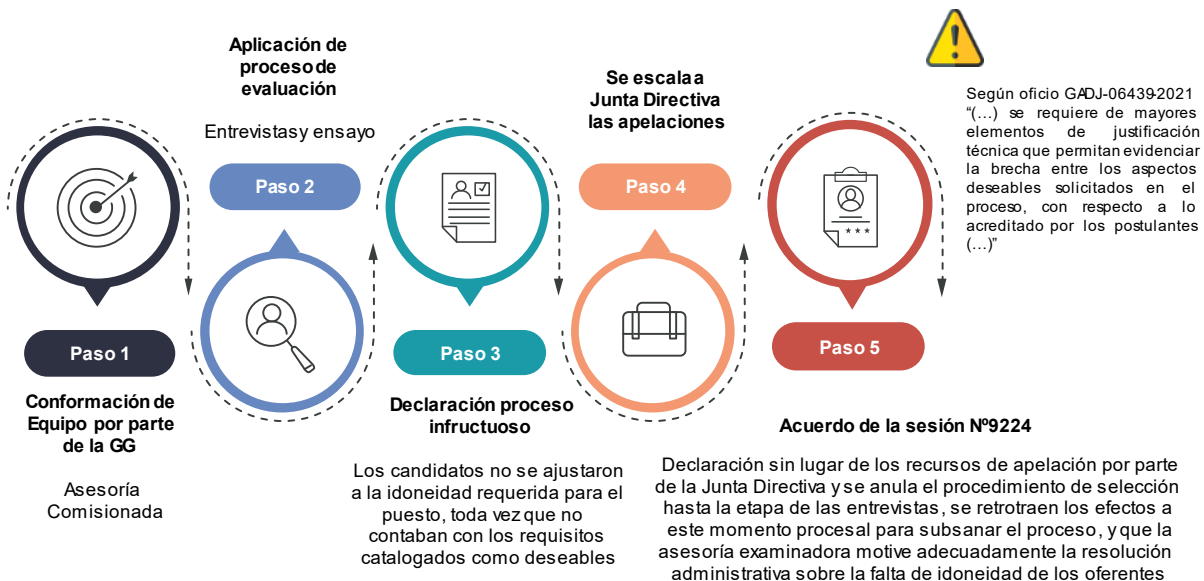 Paso 1
Conformación de
Equipo por parte
de la GG
Asesoría
Comisionada
Aplicación de
proceso de
evaluación
Entrevistas y ensayo
Paso 2
Paso 3
Declaración proceso
infructuoso
Los candidatos no se ajustaron
a la idoneidad requerida para el
puesto, toda vez que no
contaban con los requisitos
catalogados como deseables
Se escala a
Junta Directiva
las apelaciones
Paso 4
Paso 5
Acuerdo de la sesión Nº9224
Declaración sin lugar de los recursos de apelación por parte
de la Junta Directiva y se anula el procedimiento de selección
hasta la etapa de las entrevistas, se retrotraen los efectos a
este momento procesal para subsanar el proceso, y que la
asesoría examinadora motive adecuadamente la resolución
administrativa sobre la falta de idoneidad de los oferentes
Según oficio GADJ-06439-2021
“(…) se requiere de mayores
elementos de justificación
técnica que permitan evidenciar
la brecha entre los aspectos
deseables solicitados en el
proceso, con respecto a lo
acreditado por los postulantes
(…)”